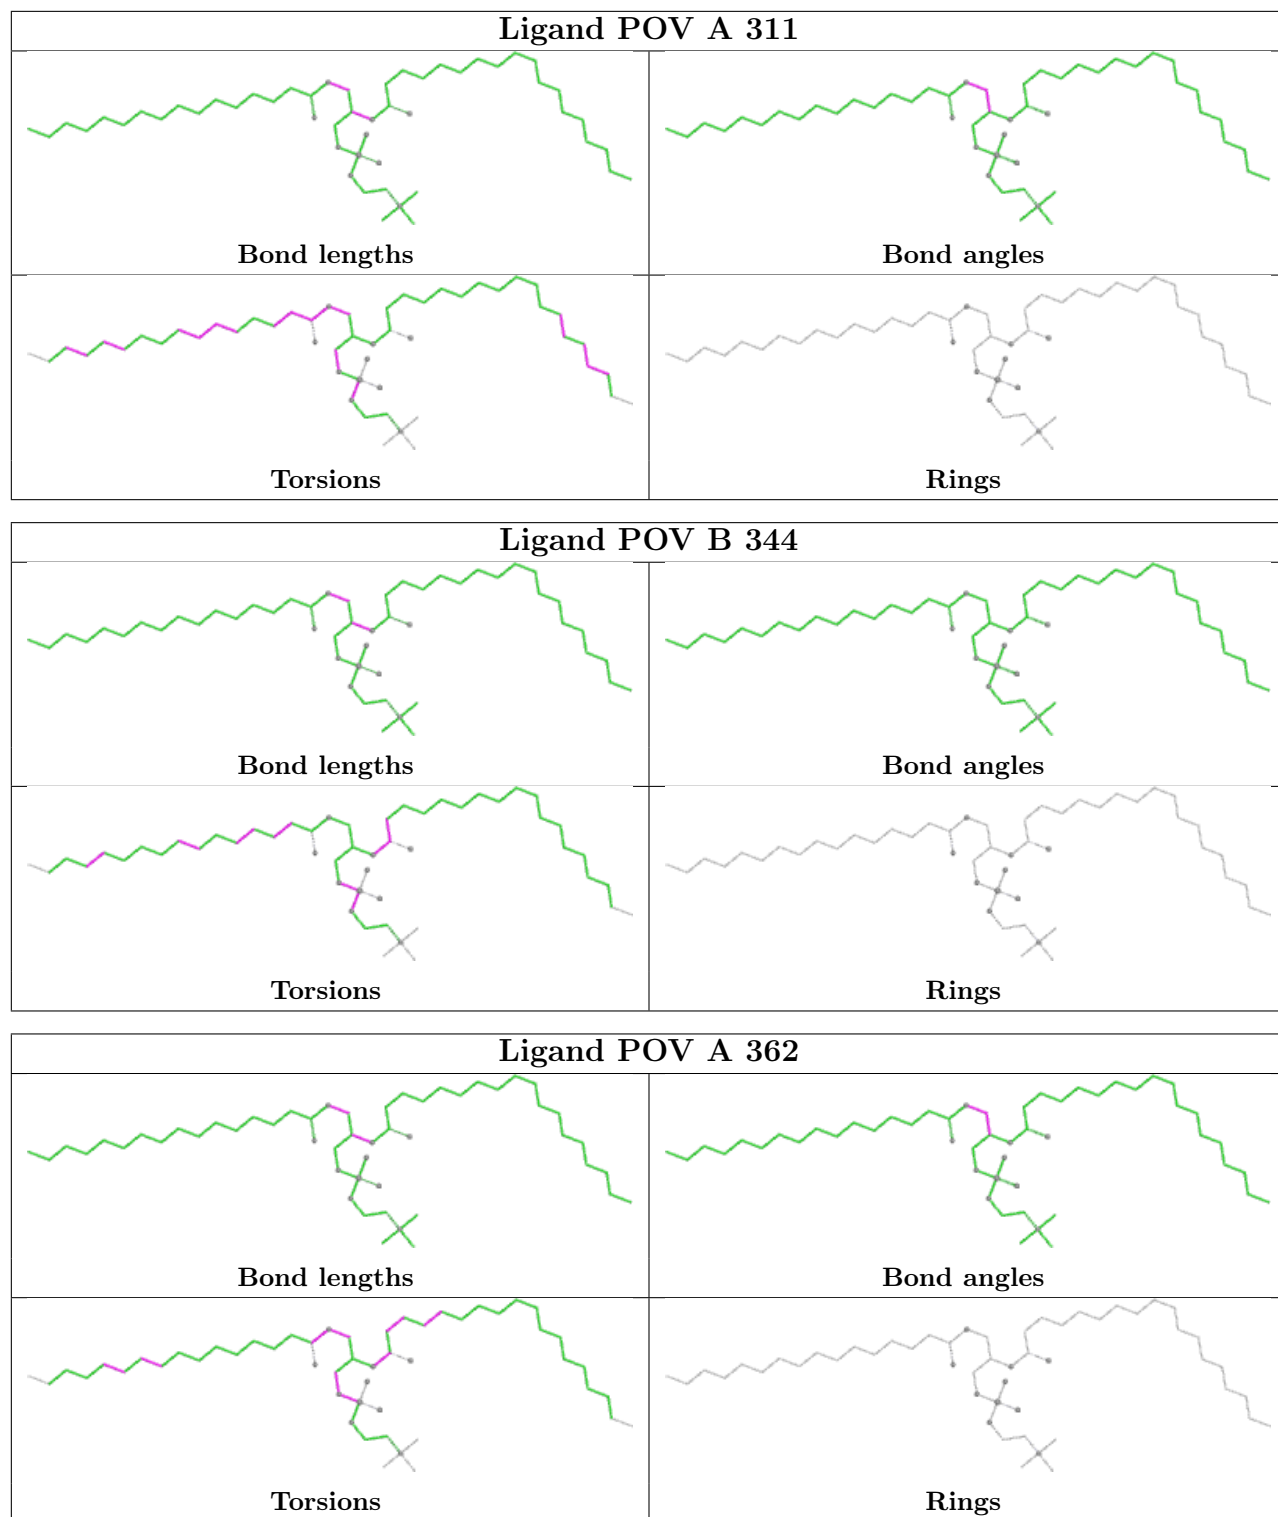 Ligand POV A 311
Bond lengths
Bond angles
Torsions
Rings
Ligand POV B 344
Bond lengths
Bond angles
Torsions
Rings
Ligand POV A 362
Bond lengths
Bond angles
Torsions
Rings